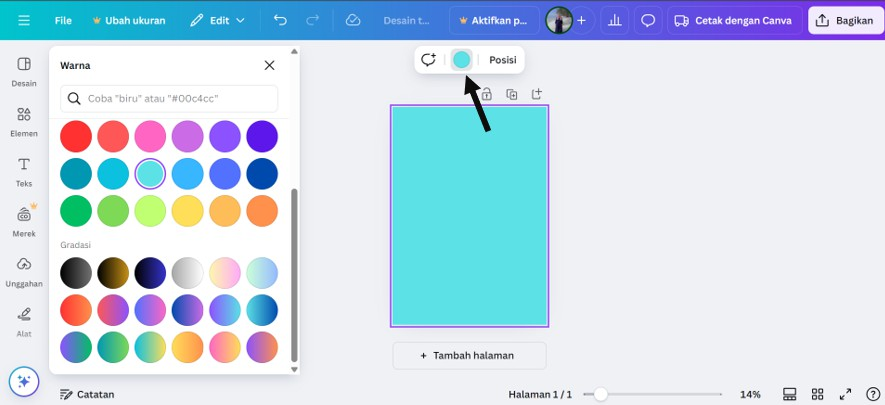 File
Ubah ukuran
Edit
Desain t...
Aktifkan p...
Cetak dengan Canva
Bagikan
Desain
Elemen
Teks
Merek
Unggahan
Alat
Warna
Coba "biru" atau "#00c4cc"
Gradasi
Posisi
+ Tambah halaman
Catatan
Halaman 1 / 1
14%